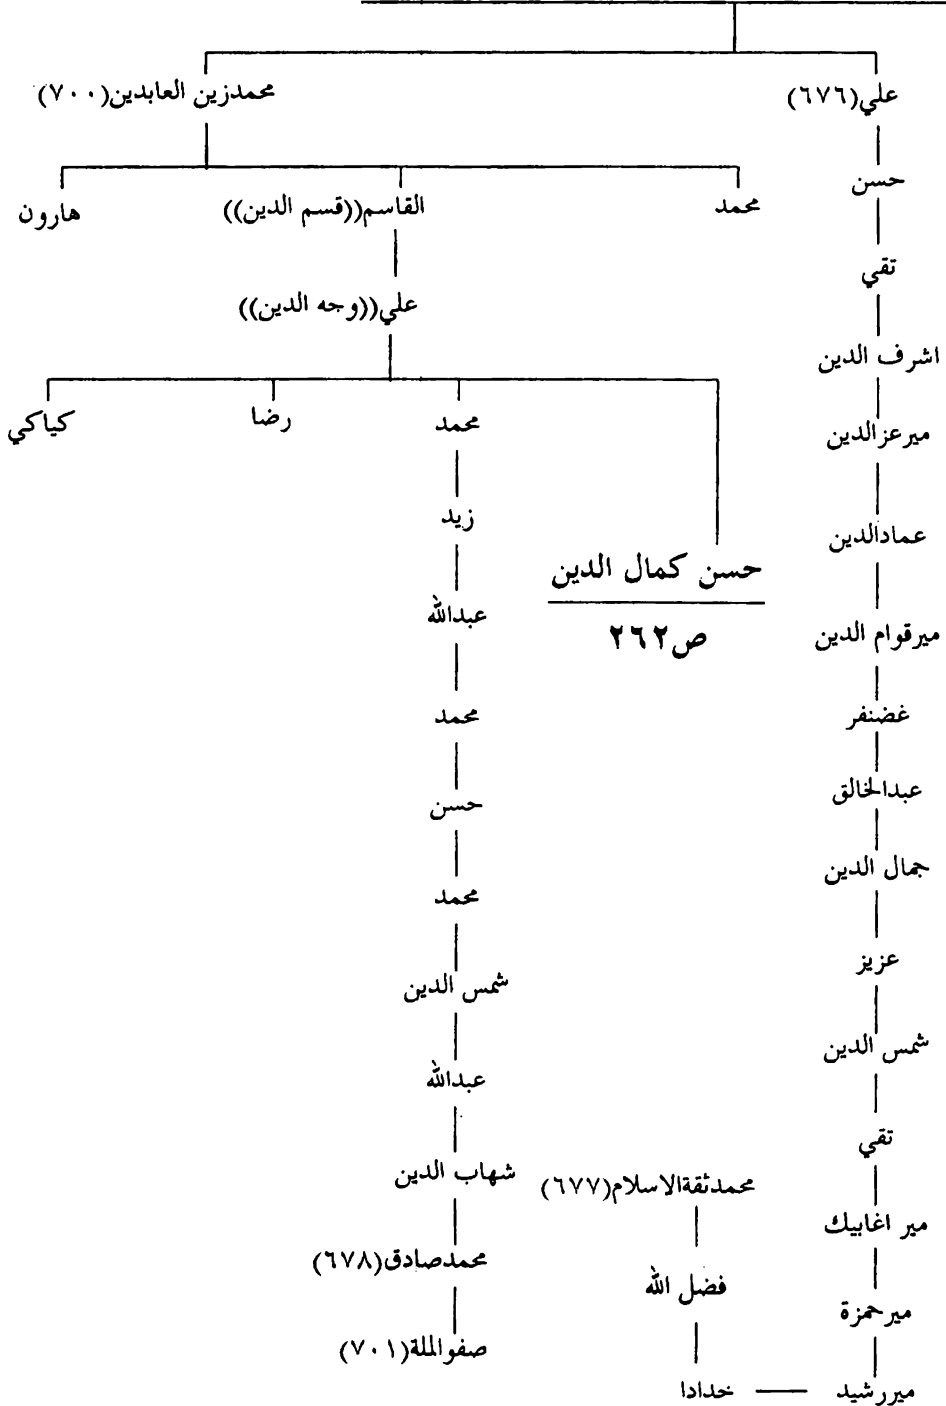 علي(٦٧٦)
محمدزين العابدين(٧٠٠)
حسن
محمد
القاسم((قسم الدين))
هارون
تقي
علي((وجه الدين))
اشرف الدين
محمد
رضا
كياكي
ميرعزالدين
زيد
عمادالدين
حسن كمال الدين
ص٢٦٢
عبدالله
ميرقوام الدين
محمد
غضنفر
عبدالخالق
حسن
جمال الدين
محمد
عزيز
شمس الدين
شمس الدين
عبدالله
تقي
محمدثقةالاسلام(٦٧٧)
شهاب الدين
مير اغابيك
محمدصادق(٦٧٨)
فضل الله
ميرحمزة
صفوالملة(٧٠١)
ميررشيد
خدادا